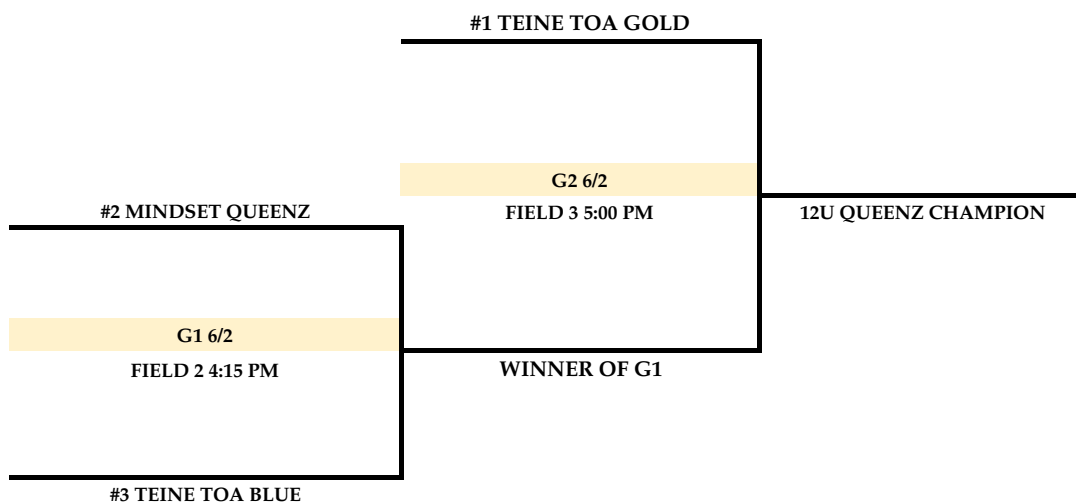 #1 TEINE TOA GOLD
G2 6/2
FIELD 3 5:00 PM
#2 MINDSET QUEENZ
12U QUEENZ CHAMPION
G1 6/2
FIELD 2 4:15 PM
WINNER OF G1
#3 TEINE TOA BLUE